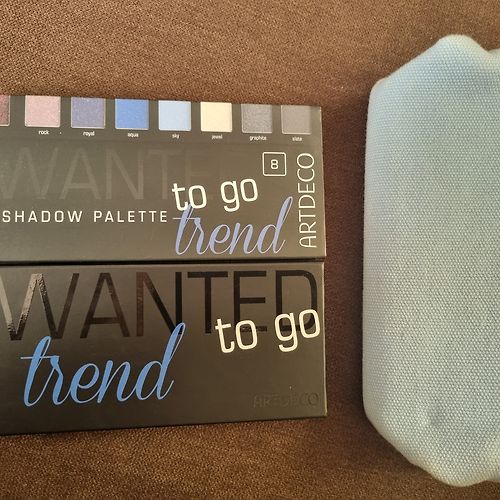 rock royal aqua sky jewel graphite slate
WANTED
to go
8
SHADOW PALETTE
trend
ARTDECO
WANTED
to go
trend
ARTDECO